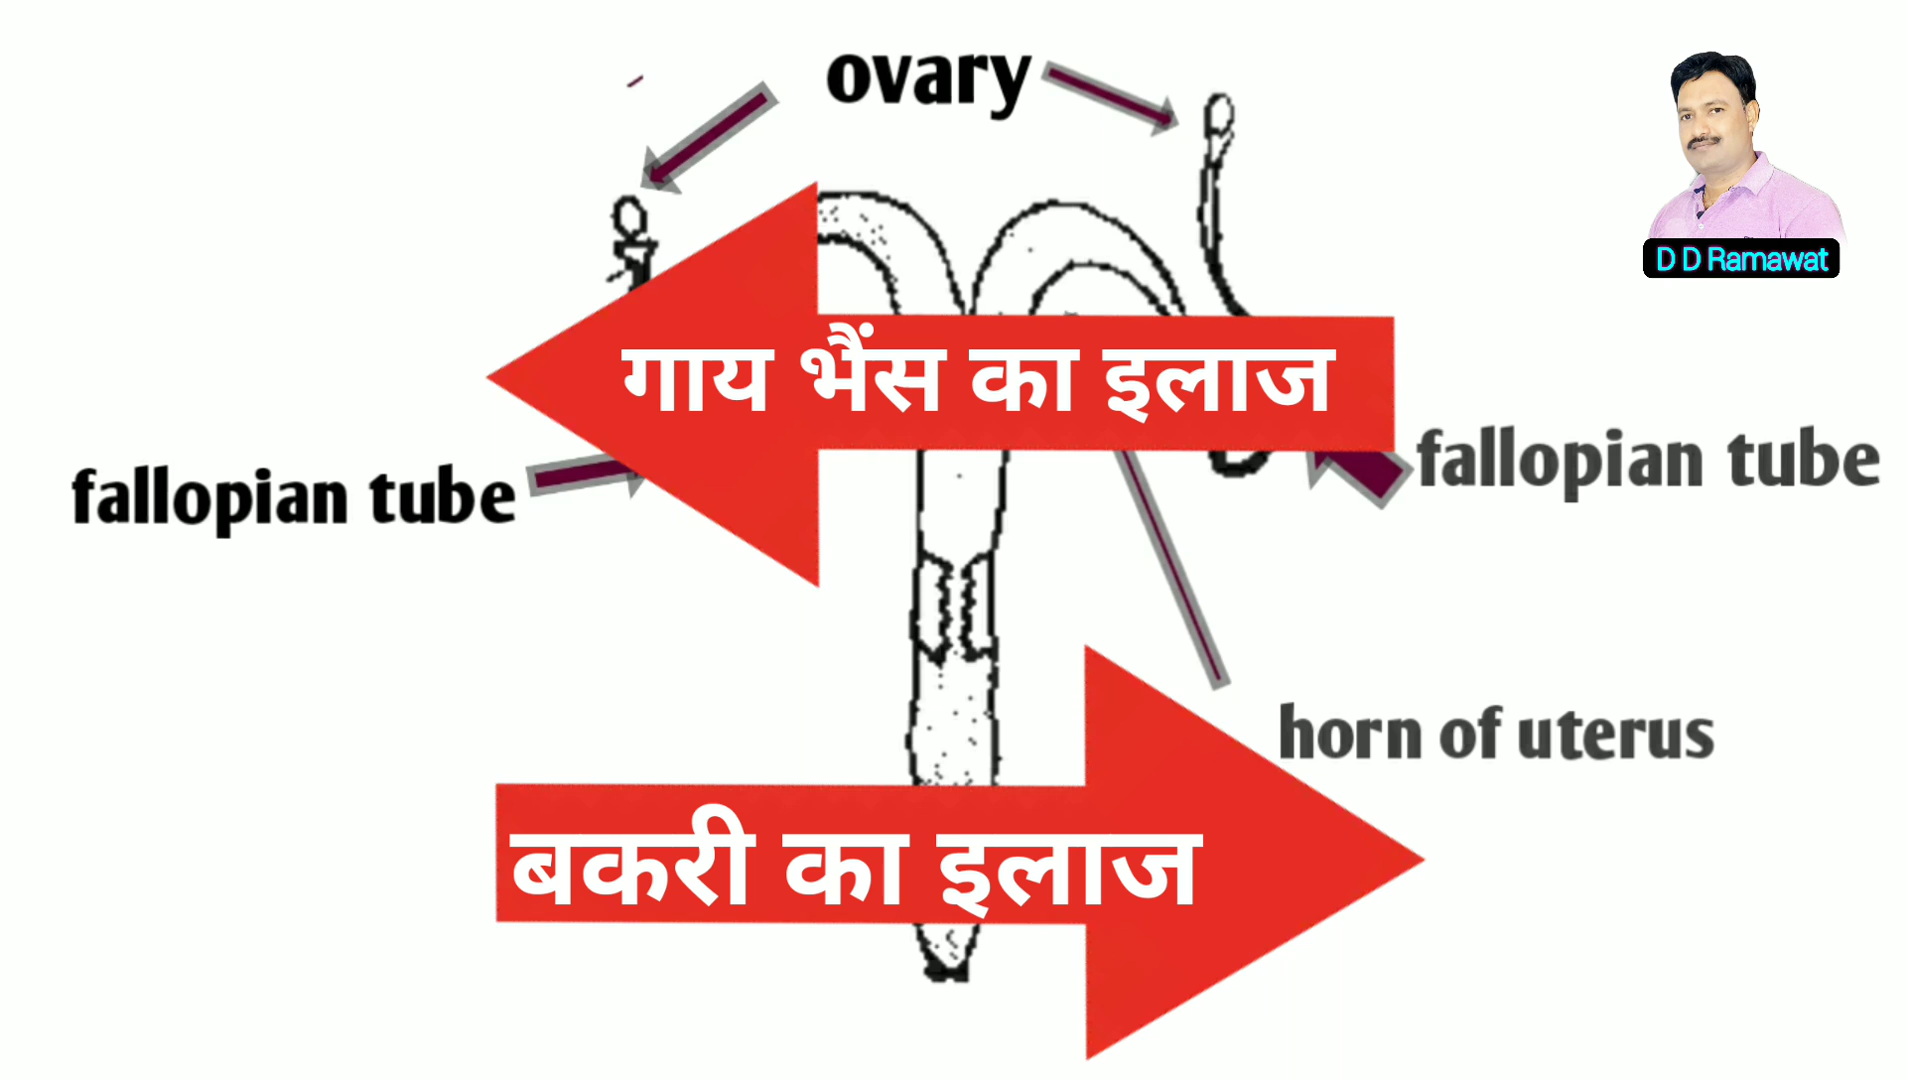 ovary
D D Ramawat
गाय भैंस का इलाज
fallopian tube
fallopian tube
horn of uterus
बकरी का इलाज